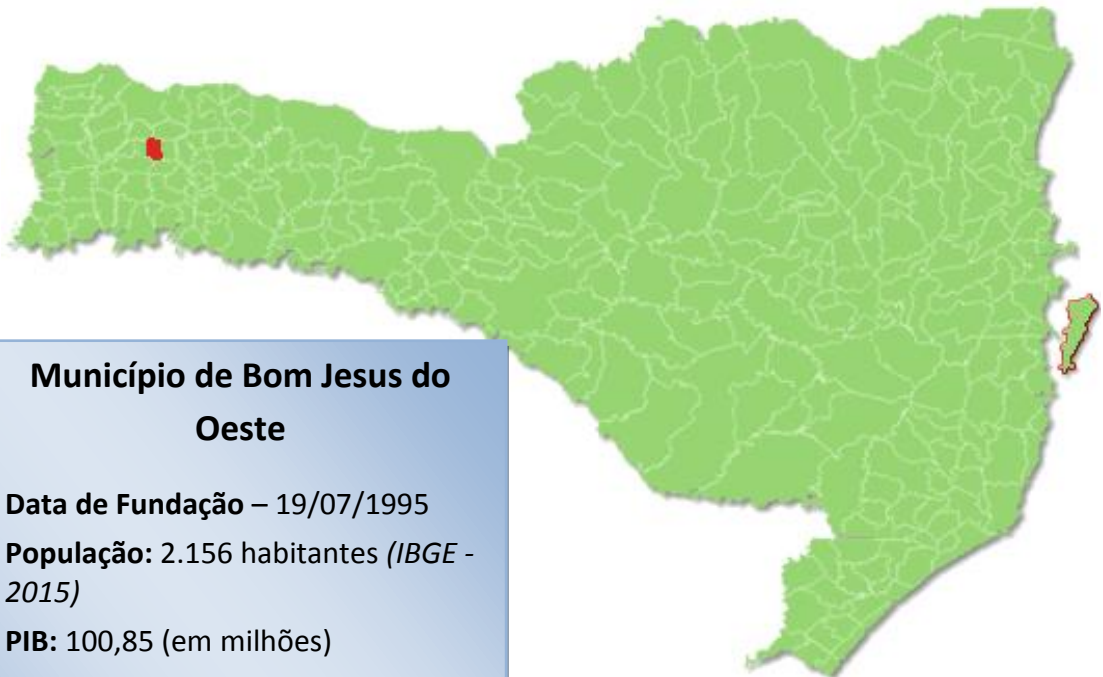 Município de Bom Jesus do
Oeste
Data de Fundação – 19/07/1995
População: 2.156 habitantes (IBGE -
2015)
PIB: 100,85 (em milhões)